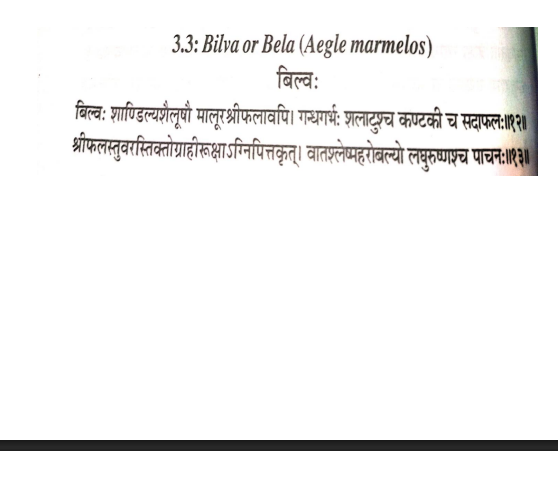 3.3: Bilva or Bela (Aegle marmelos)
बिल्व:
बिल्व: शाण्डिल्यशैलूषौ मालूरश्रीफलावपि। गन्धगर्भ: शलाटुश्च कण्टकी च सदाफल:॥१२॥
श्रीफलस्तुवरस्तिक्तोग्राहीरूक्षाऽग्निपित्तकृत्। वातश्लेष्महरोबल्यो लघुरुष्णश्च पाचन:॥१३॥